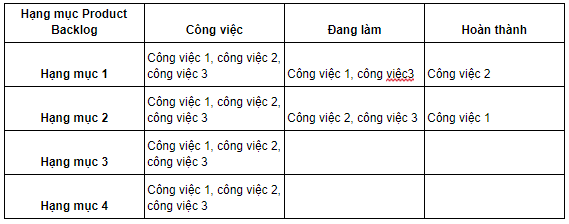 Hạng mục Product Công việc Đang làm Hoàn thành
Backlog
Công việc 1, công việc 2,
Hạng mục 1 công việc 3 Công việc 1, công việc3 Công việc 2
Công việc 1, công việc 2,
Hạng mục 2 công việc 3 Công việc 2, công việc 3 Công việc 1
Công việc 1, công việc 2,
Hạng mục 3 công việc 3
Công việc 1, công việc 2,
Hạng mục 4 công việc 3